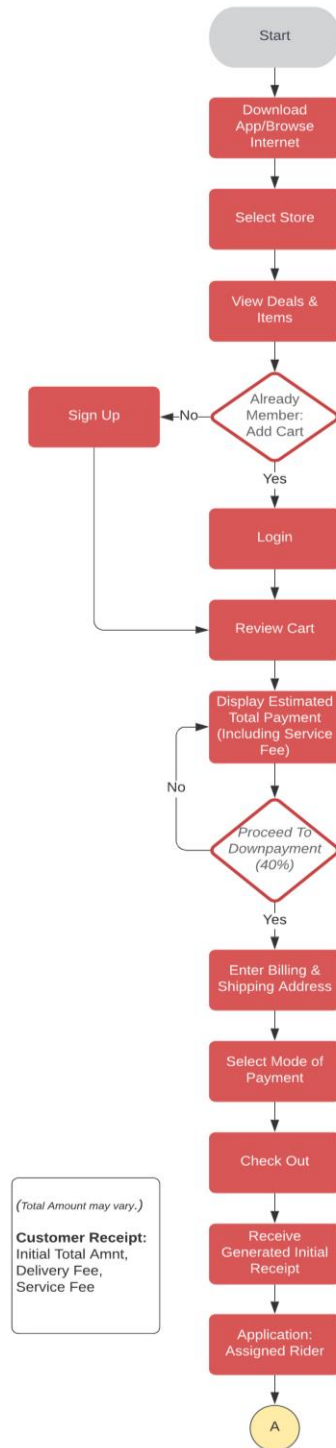 Start
Download
App/Browse
Internet
Select Store
View Deals &
Items
Already
Member:
Add Cart
No
Sign Up
Yes
Login
Review Cart
Display Estimated
Total Payment
(Including Service
Fee)
No
Proceed To
Downpayment
(40%)
Yes
Enter Billing &
Shipping Address
Select Mode of
Payment
Check Out
(Total Amount may vary.)
Customer Receipt:
Initial Total Amnt,
Delivery Fee,
Service Fee
Receive
Generated Initial
Receipt
Application:
Assigned Rider
A